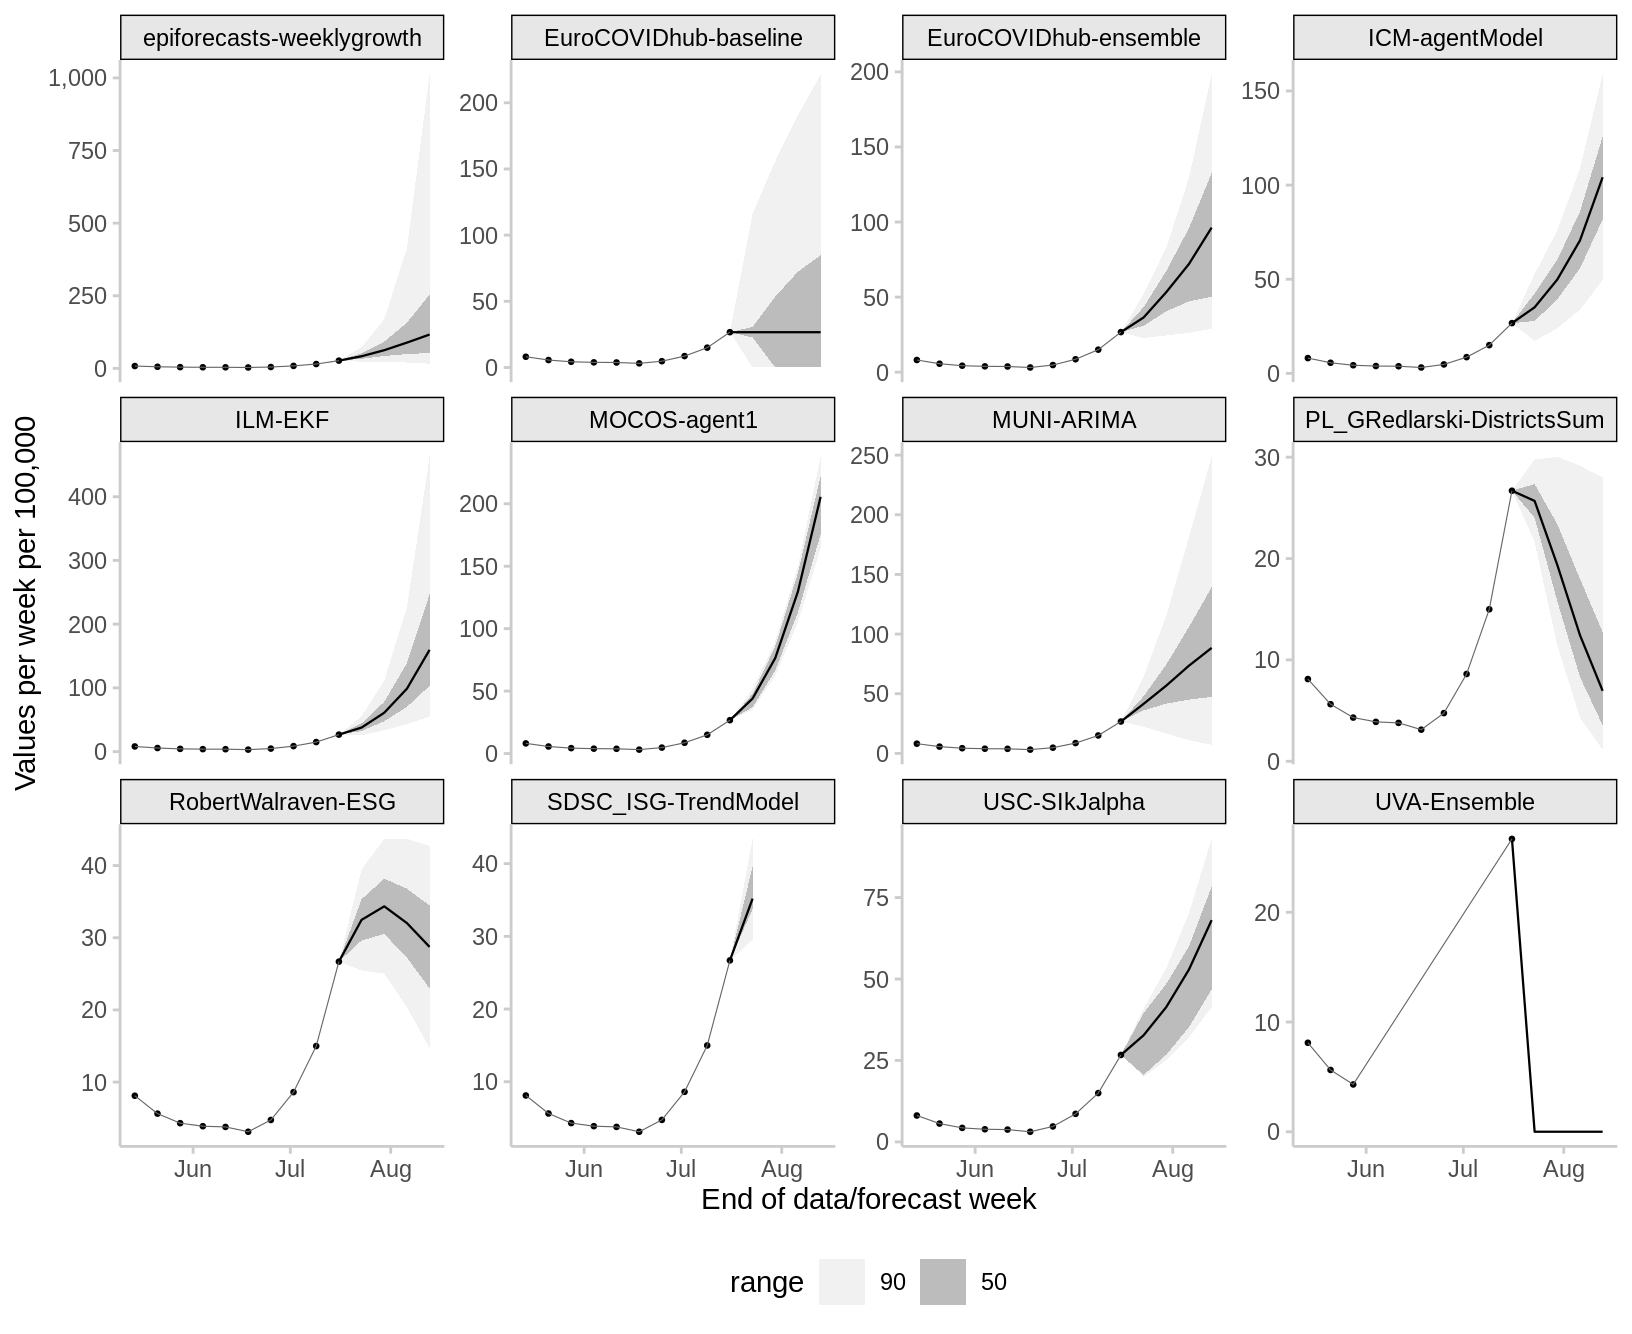 epiforecasts-weeklygrowth
EuroCOVIDhub-baseline
EuroCOVIDhub-ensemble
ICM-agentModel
1,000
750
500
250
0
200
150
100
50
0
200
150
100
50
0
150
100
50
0
ILM-EKF
MOCOS-agent1
MUNI-ARIMA
PL_GRedlarski-DistrictsSum
400
300
200
100
0
200
150
100
50
0
250
200
150
100
50
0
30
20
10
0
Values per week per 100,000
RobertWalraven-ESG
SDSC_ISG-TrendModel
USC-SIkJalpha
UVA-Ensemble
40
30
20
10
40
30
20
10
75
50
25
0
20
10
0
Jun Jul Aug
Jun Jul Aug
Jun Jul Aug
Jun Jul Aug
End of data/forecast week
range 90 50